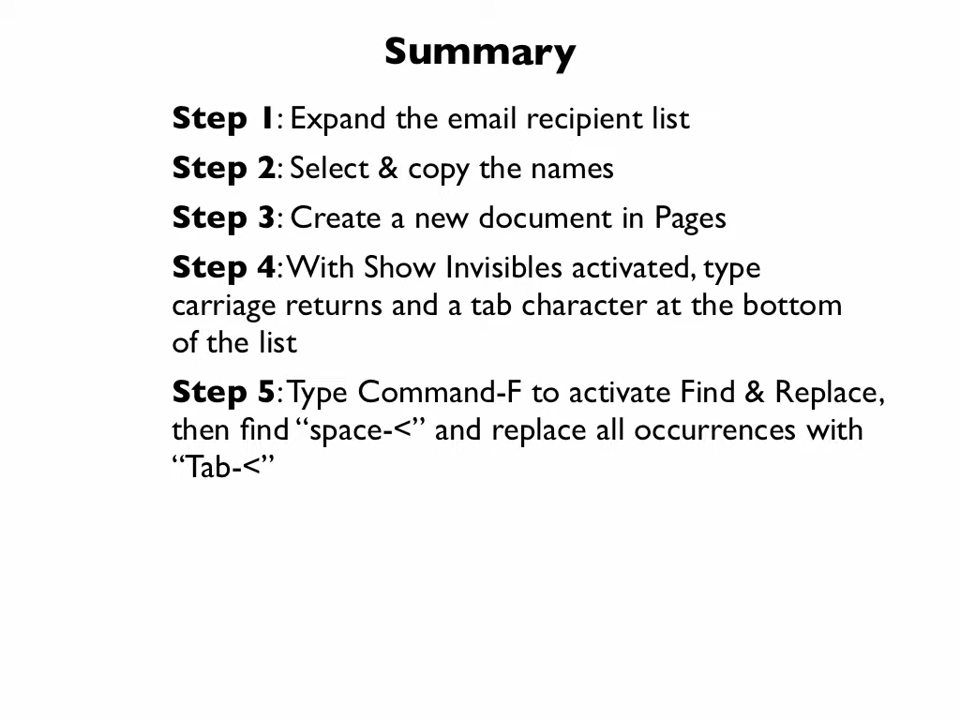 Summary
Step 1: Expand the email recipient list
Step 2: Select & copy the names
Step 3: Create a new document in Pages
Step 4: With Show Invisibles activated, type
carriage returns and a tab character at the bottom
of the list
Step 5: Type Command-F to activate Find & Replace,
then find “space-<” and replace all occurrences with
“Tab-<”